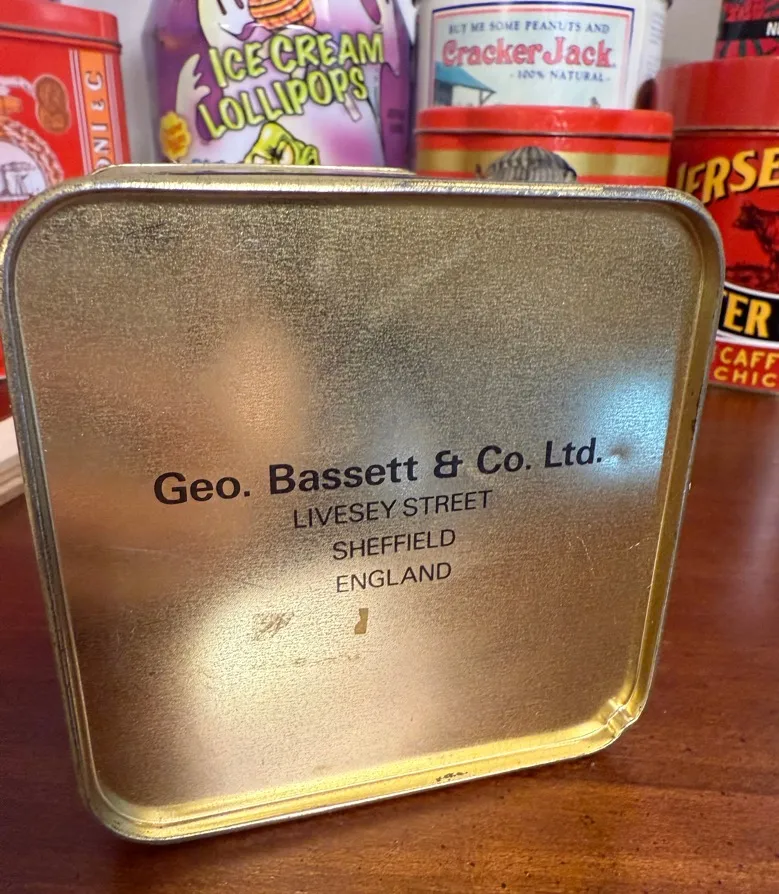 ICE CREAM
LOLLIPOPS
BUY ME SOME PEANUTS AND
CrackerJack
- 100% NATURAL -
Geo. Bassett & Co. Ltd.
LIVESEY STREET
SHEFFIELD
ENGLAND